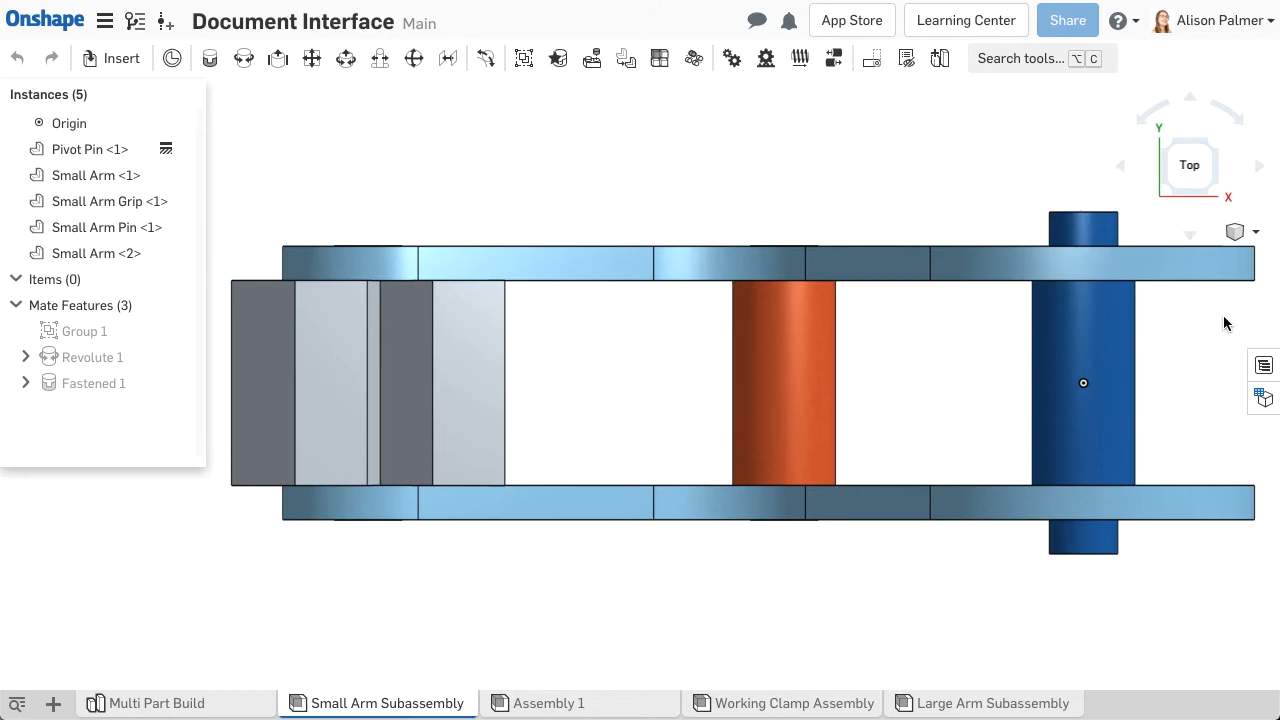 Onshape Document Interface Main App Store Learning Center Share Alison Palmer
Insert Search tools... ⌥ C
Instances (5)
Origin
Pivot Pin <1>
Small Arm <1>
Small Arm Grip <1>
Small Arm Pin <1>
Small Arm <2>
Items (0)
Mate Features (3)
Group 1
Revolute 1
Fastened 1
Y
Top
X
Multi Part Build Small Arm Subassembly Assembly 1 Working Clamp Assembly Large Arm Subassembly